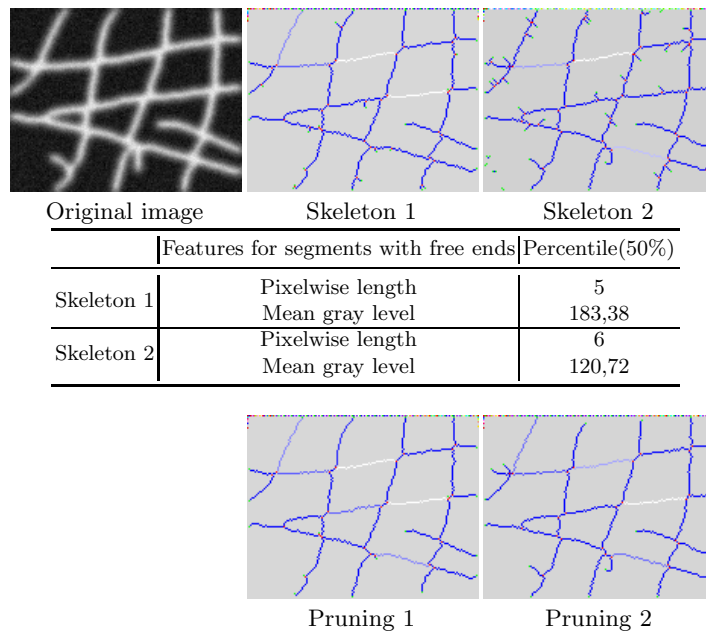 Original image Skeleton 1 Skeleton 2
Features for segments with free ends Percentile(50%)
Skeleton 1 Pixelwise length 5
Mean gray level 183,38
Skeleton 2 Pixelwise length 6
Mean gray level 120,72
Pruning 1 Pruning 2